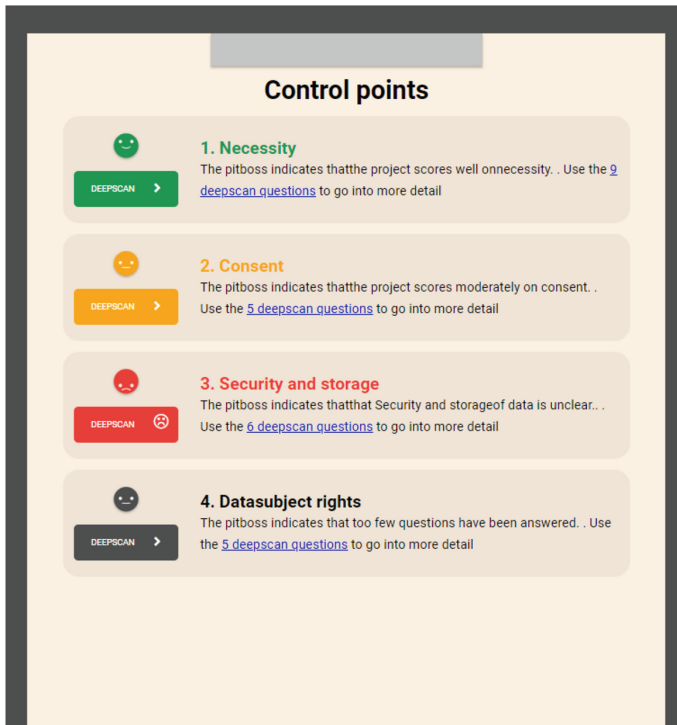 Control points
1. Necessity
The pitboss indicates thatthe project scores well onnecessity. . Use the 9
deepscan questions to go into more detail
DEEPSCAN
2. Consent
The pitboss indicates thatthe project scores moderately on consent. .
Use the 5 deepscan questions to go into more detail
DEEPSCAN
3. Security and storage
The pitboss indicates thatthat Security and storageof data is unclear.. .
Use the 6 deepscan questions to go into more detail
DEEPSCAN
4. Datasubject rights
The pitboss indicates that too few questions have been answered. . Use
the 5 deepscan questions to go into more detail
DEEPSCAN